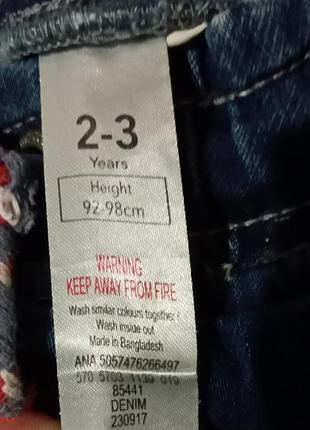 2-3
Years
Height
92-98cm
WARNING
KEEP AWAY FROM FIRE
Wash similar colours together /
Wash inside out
Made in Bangladesh
ANA 5057476266497
570 5703 1139 010
85441
DENIM
230917